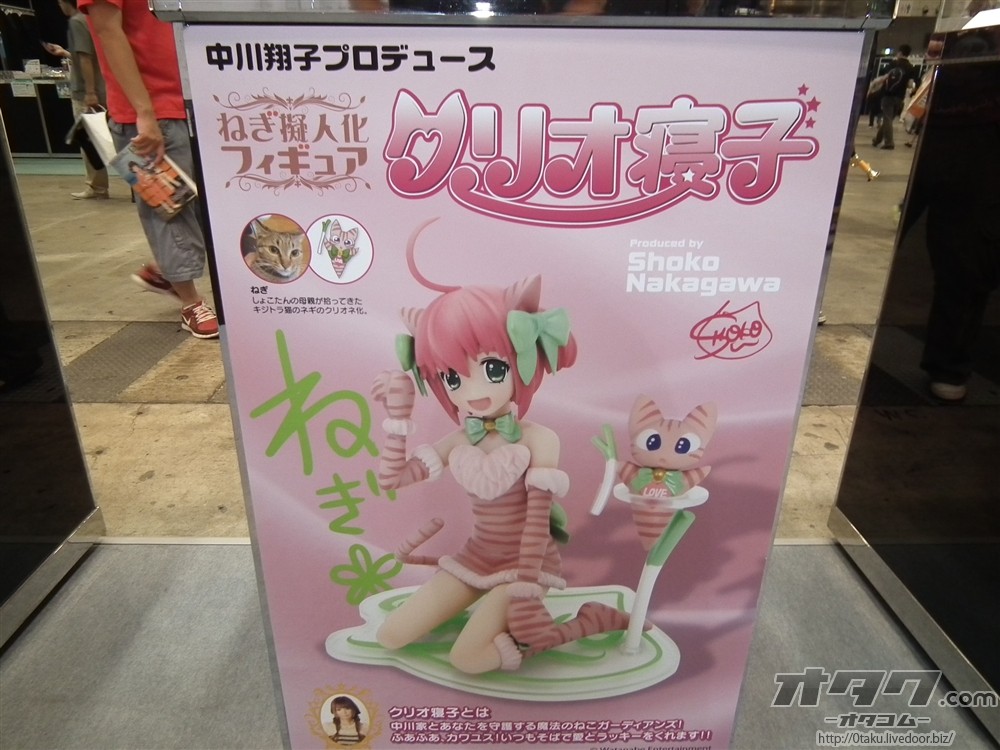 中川翔子プロデュース
ねぎ擬人化
フィギュア
クリオ寝子
Produced by
Shoko
Nakagawa
ねぎ
しょこたんの母親が拾ってきた
キジトラ猫のネギのクリオネ化。
ねぎ
LOVE
クリオ寝子とは
中川家とあなたを守護する魔法のねこガーディアンズ!
ふあふあ、カワユス!いつもそばで愛とラッキーをくれます!!
© Watanabe Entertainment
オタク.com
-オタコム-
http://0taku.livedoor.biz/